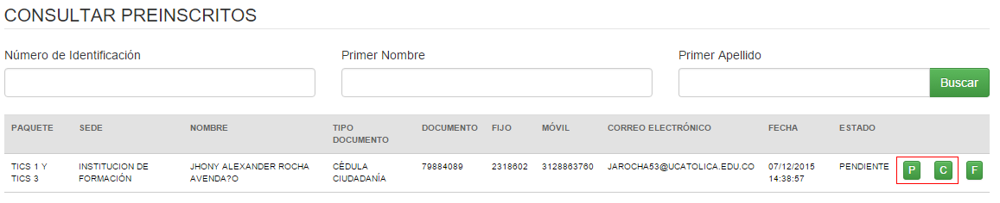 CONSULTAR PREINSCRITOS
Número de Identificación Primer Nombre Primer Apellido
Buscar
PAQUETE SEDE NOMBRE TIPO DOCUMENTO FIJO MÓVIL CORREO ELECTRÓNICO FECHA ESTADO
DOCUMENTO
TICS 1 Y INSTITUCION DE JHONY ALEXANDER ROCHA CÉDULA 79884089 2318602 3128863760 JAROCHA53@UCATOLICA.EDU.CO 07/12/2015 PENDIENTE P C F
TICS 3 FORMACIÓN AVENDA?O CIUDADANÍA 14:38:57